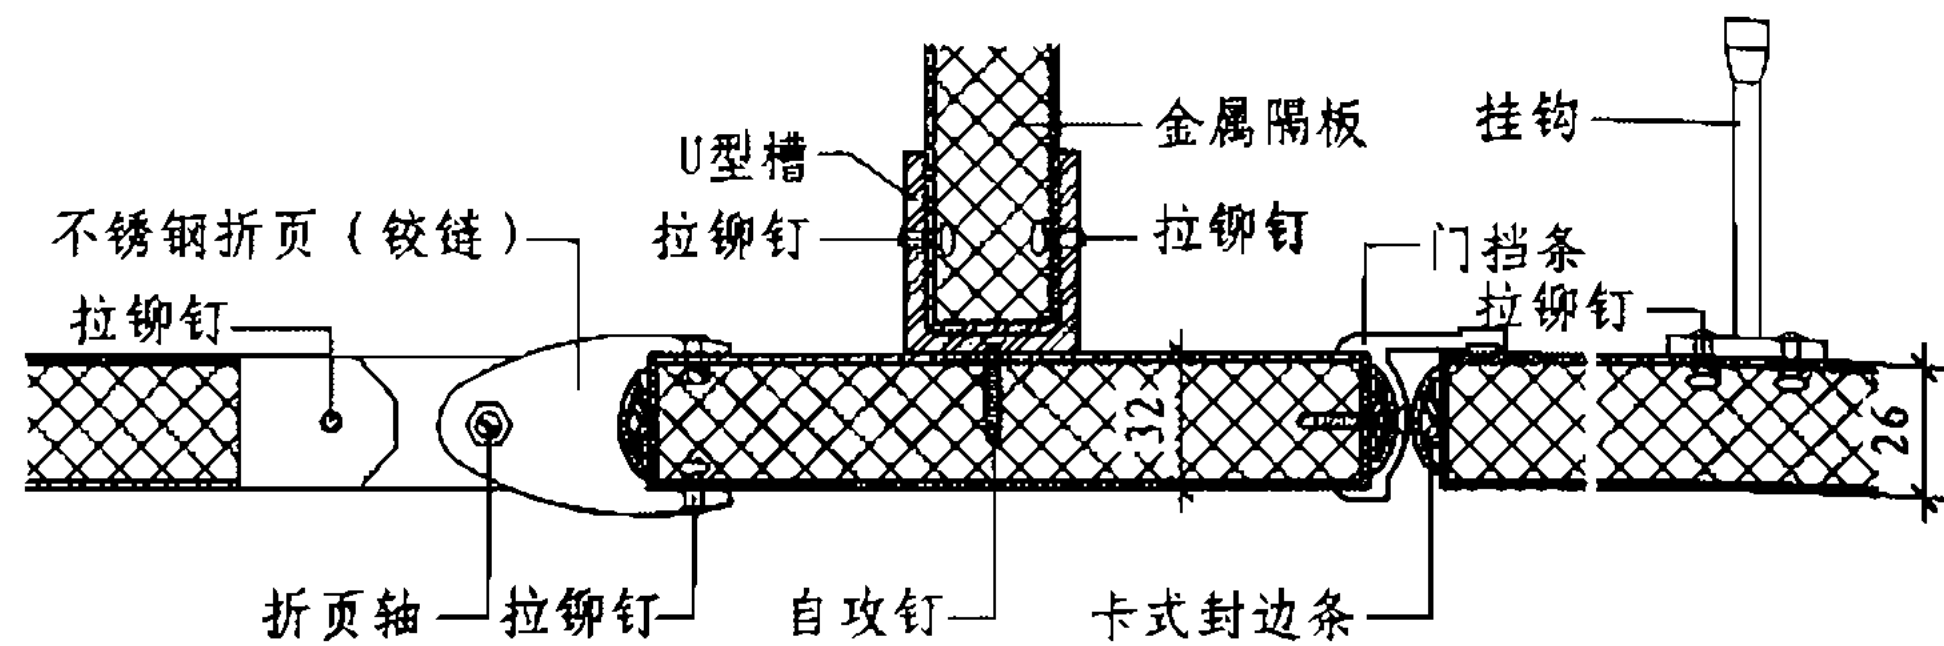 金属隔板
挂钩
U型槽
不锈钢折页（铰链）
拉铆钉
拉铆钉
门挡条
拉铆钉
拉铆钉
32
26
折页轴
拉铆钉
自攻钉
卡式封边条